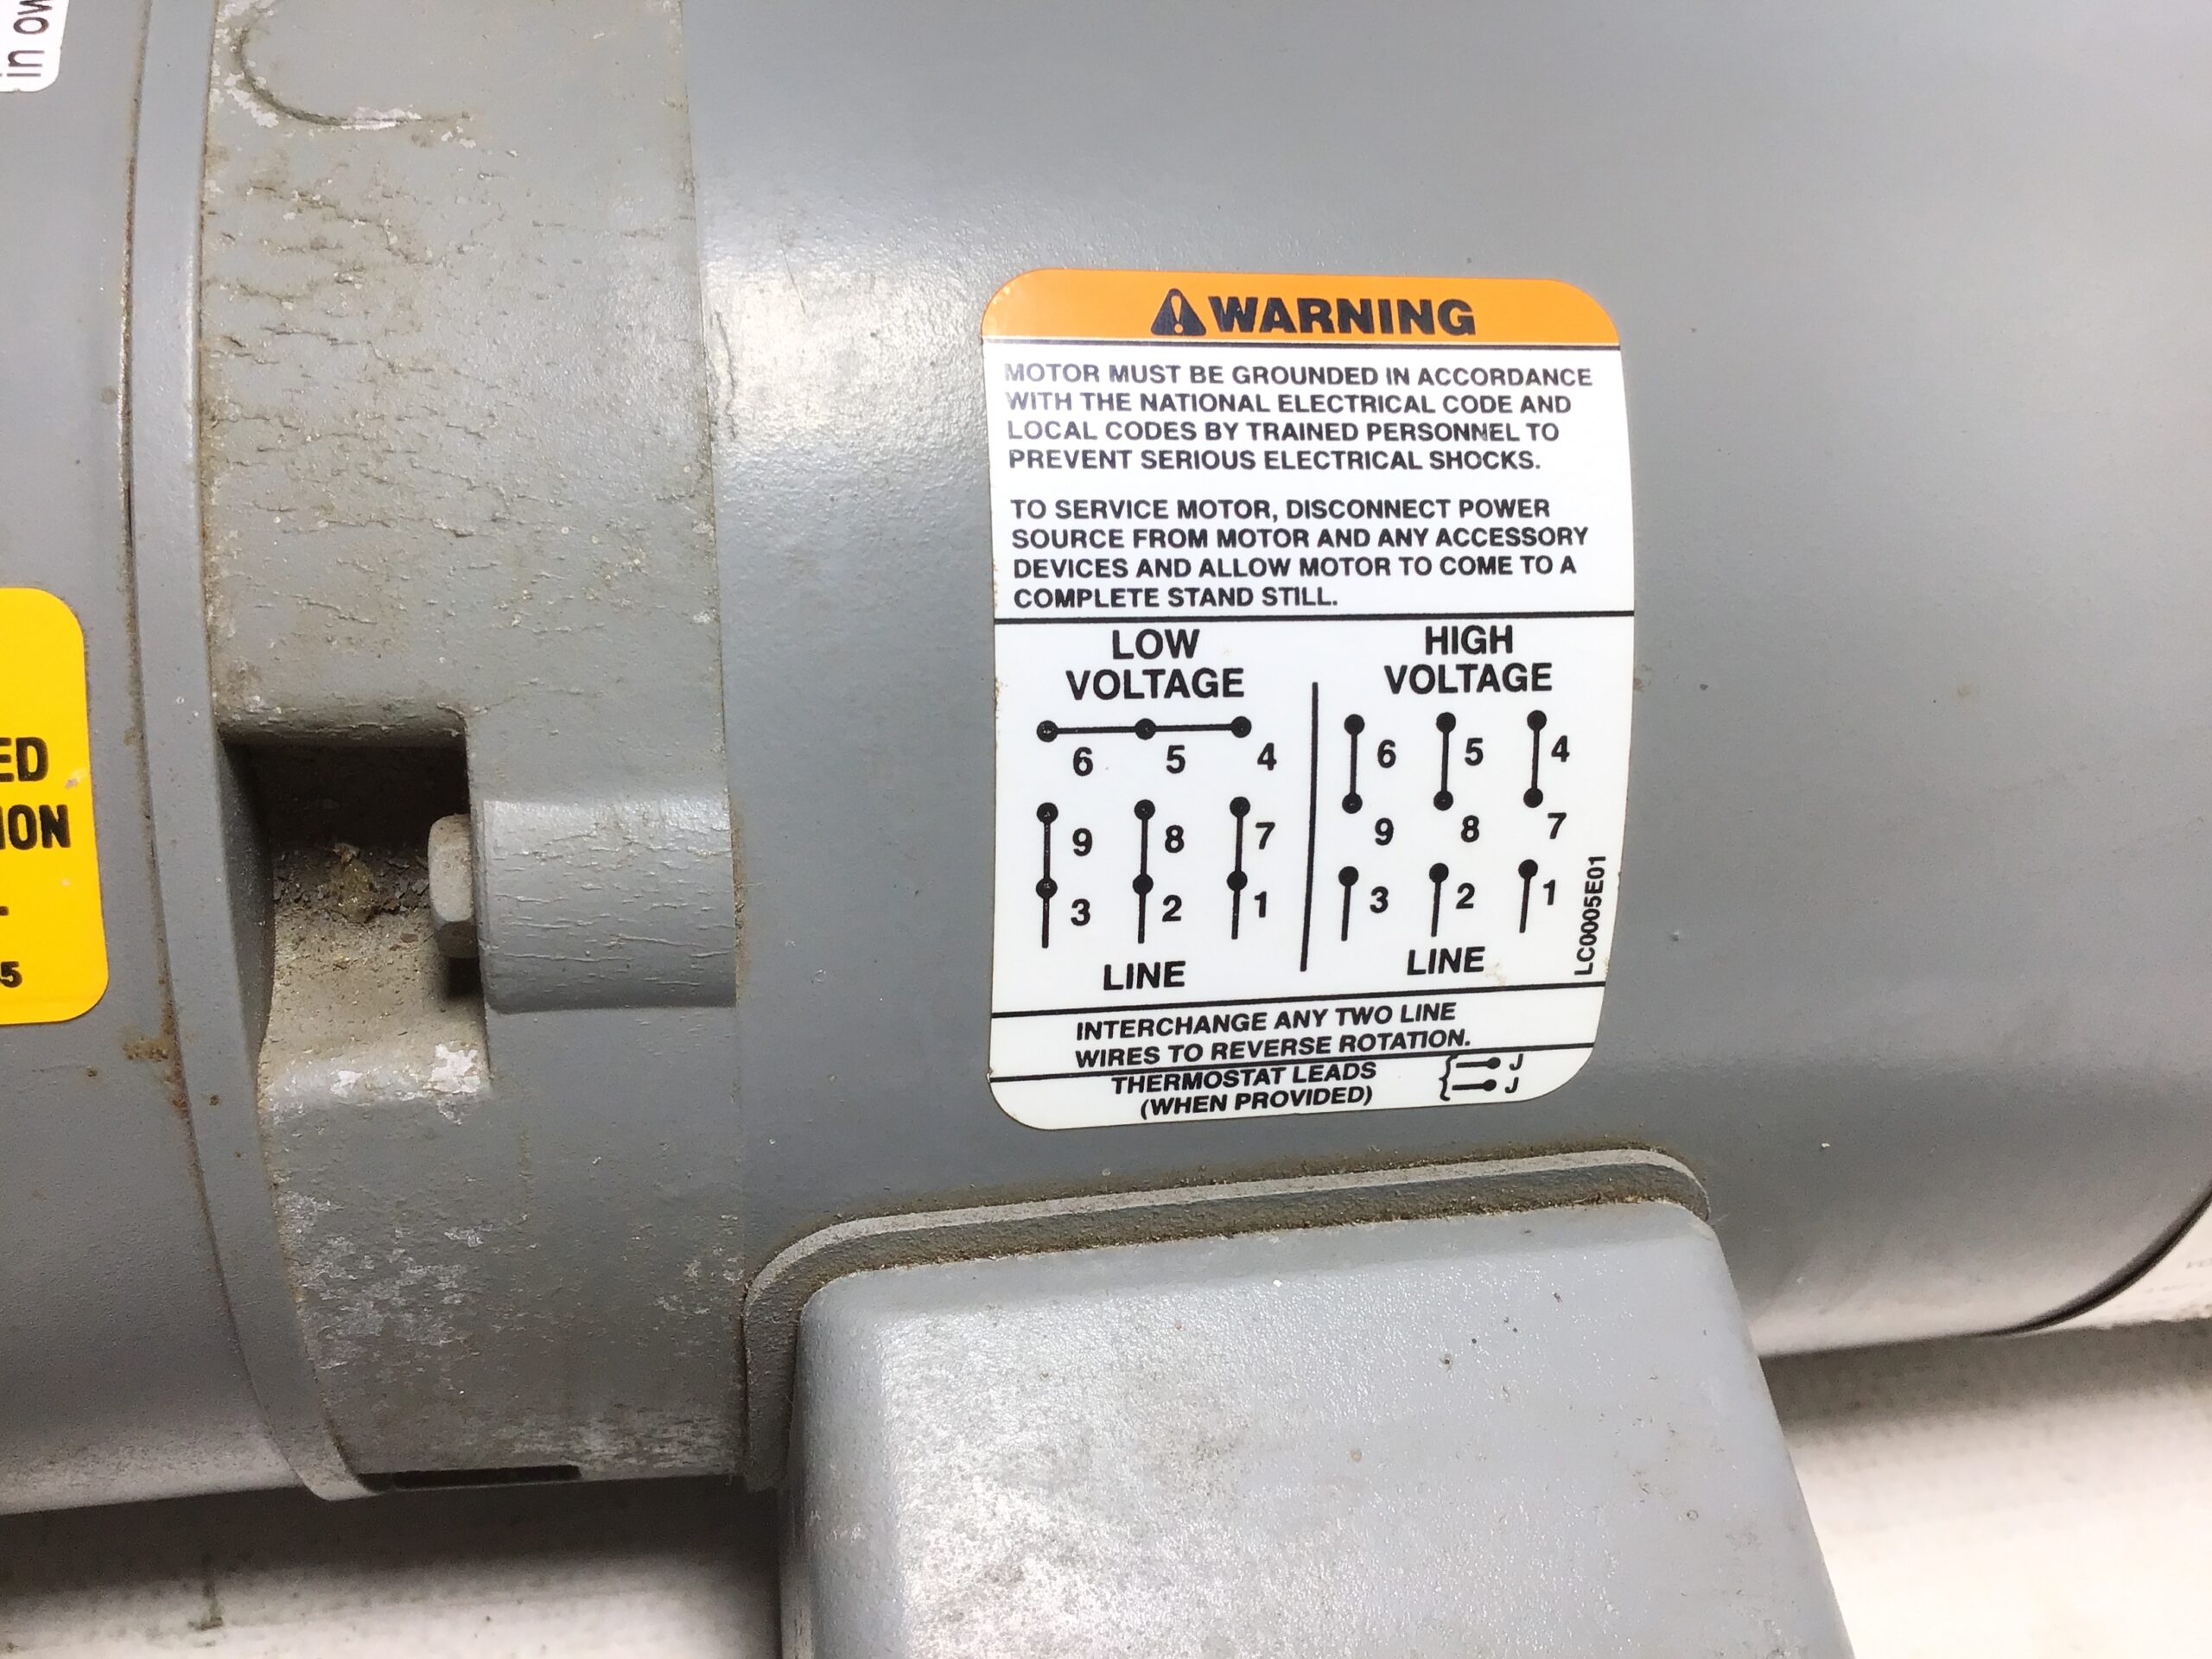 in ow
WARNING
MOTOR MUST BE GROUNDED IN ACCORDANCE
WITH THE NATIONAL ELECTRICAL CODE AND
LOCAL CODES BY TRAINED PERSONNEL TO
PREVENT SERIOUS ELECTRICAL SHOCKS.
TO SERVICE MOTOR, DISCONNECT POWER
SOURCE FROM MOTOR AND ANY ACCESSORY
DEVICES AND ALLOW MOTOR TO COME TO A
COMPLETE STAND STILL.
LOW
VOLTAGE
6 5 4
9 8 7
3 2 1
LINE
HIGH
VOLTAGE
6 5 4
9 8 7
3 2 1
LINE
LC0005E01
INTERCHANGE ANY TWO LINE
WIRES TO REVERSE ROTATION.
THERMOSTAT LEADS
(WHEN PROVIDED)
J
J
ED
ION
5